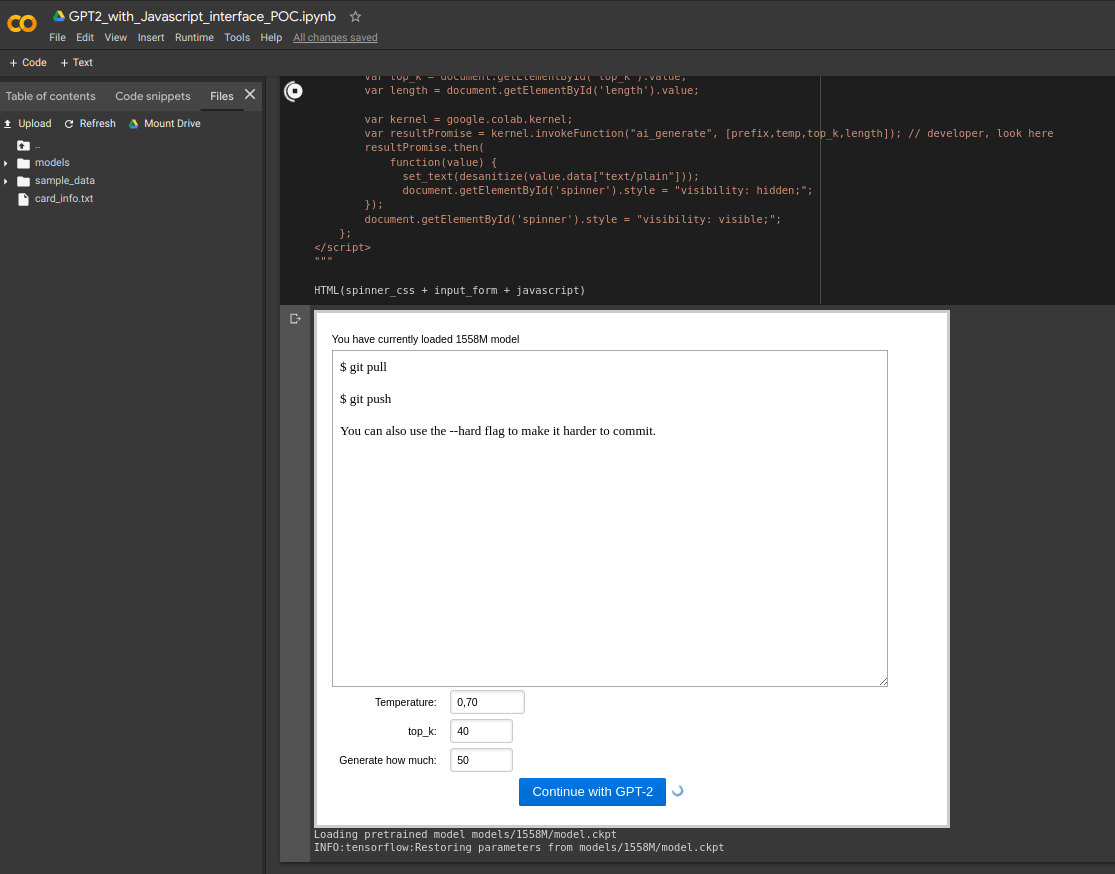 GPT2_with_Javascript_interface_POC.ipynb
File Edit View Insert Runtime Tools Help All changes saved
+ Code + Text
Table of contents Code snippets Files
Upload Refresh Mount Drive
..
models
sample_data
card_info.txt
var top_k = document.getElementById('top_k').value;
var length = document.getElementById('length').value;
var kernel = google.colab.kernel;
var resultPromise = kernel.invokeFunction("ai_generate", [prefix,temp,top_k,length]); // developer, look here
resultPromise.then(
function(value) {
set_text(desanitize(value.data["text/plain"]));
document.getElementById('spinner').style = "visibility: hidden;";
});
document.getElementById('spinner').style = "visibility: visible;";
};
</script>
"""
HTML(spinner_css + input_form + javascript)
You have currently loaded 1558M model
$ git pull
$ git push
You can also use the --hard flag to make it harder to commit.
Temperature: 0,70
top_k: 40
Generate how much: 50
Continue with GPT-2
Loading pretrained model models/1558M/model.ckpt
INFO:tensorflow:Restoring parameters from models/1558M/model.ckpt